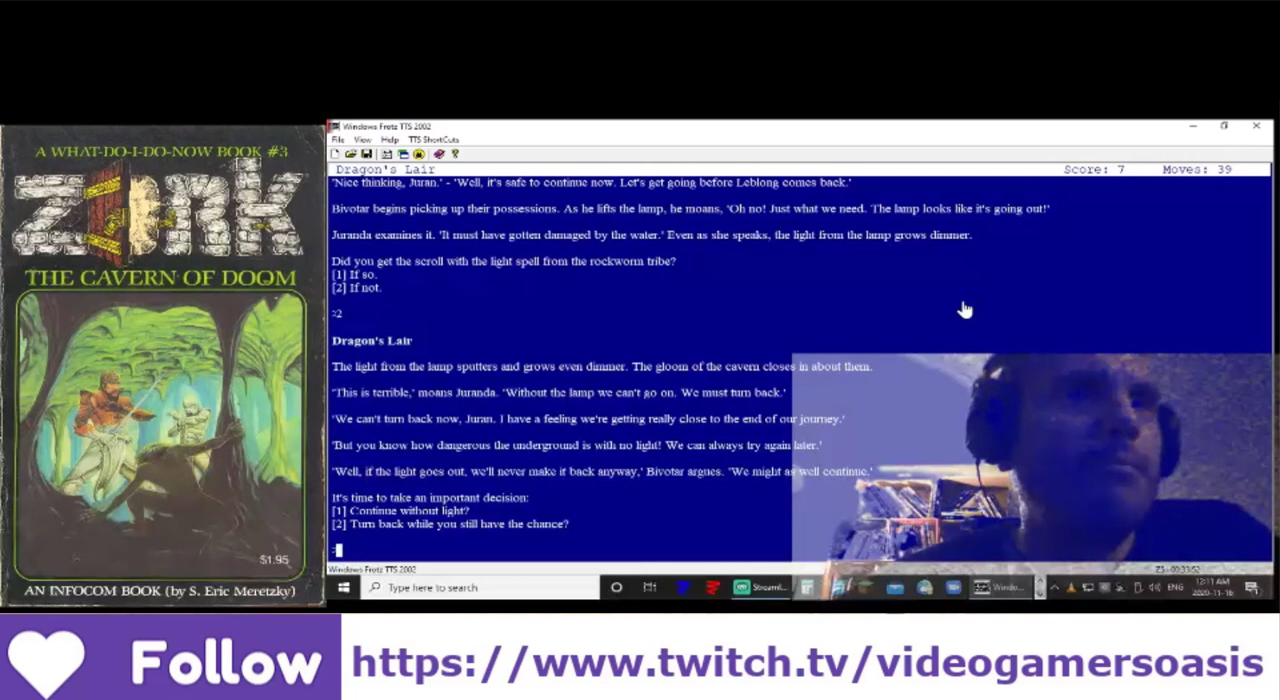 A WHAT-DO-I-DO-NOW BOOK #3
ZORK
THE CAVERN OF DOOM
$1.95
AN INFOCOM BOOK (by S. Eric Meretzky)
Windows Frotz TTS 2002
File View Help TTS ShortCuts
Dragon's Lair Score: 7 Moves: 39
'Nice thinking, Juran.' - 'Well, it's safe to continue now. Let's get going before Leblong comes back.'
Bivotar begins picking up their possessions. As he lifts the lamp, he moans, 'Oh no! Just what we need. The lamp looks like it's going out!'
Juranda examines it. 'It must have gotten damaged by the water.' Even as she speaks, the light from the lamp grows dimmer.
Did you get the scroll with the light spell from the rockworm tribe?
[1] If so.
[2] If not.
:2
Dragon's Lair
The light from the lamp sputters and grows even dimmer. The gloom of the cavern closes in about them.
'This is terrible,' moans Juranda. 'Without the lamp we can't go on. We must turn back.'
'We can't turn back now, Juran. I have a feeling we're getting really close to the end of our journey.'
'But you know how dangerous the underground is with no light! We can always try again later.'
'Well, if the light goes out, we'll never make it back anyway,' Bivotar argues. 'We might as well continue.'
It's time to take an important decision:
[1] Continue without light?
[2] Turn back while you still have the chance?
:
Windows Frotz TTS 2002
Type here to search
Streaml...
Windo...
ENG
12:11 AM
2020-11-16
Follow
https://www.twitch.tv/videogamersoasis